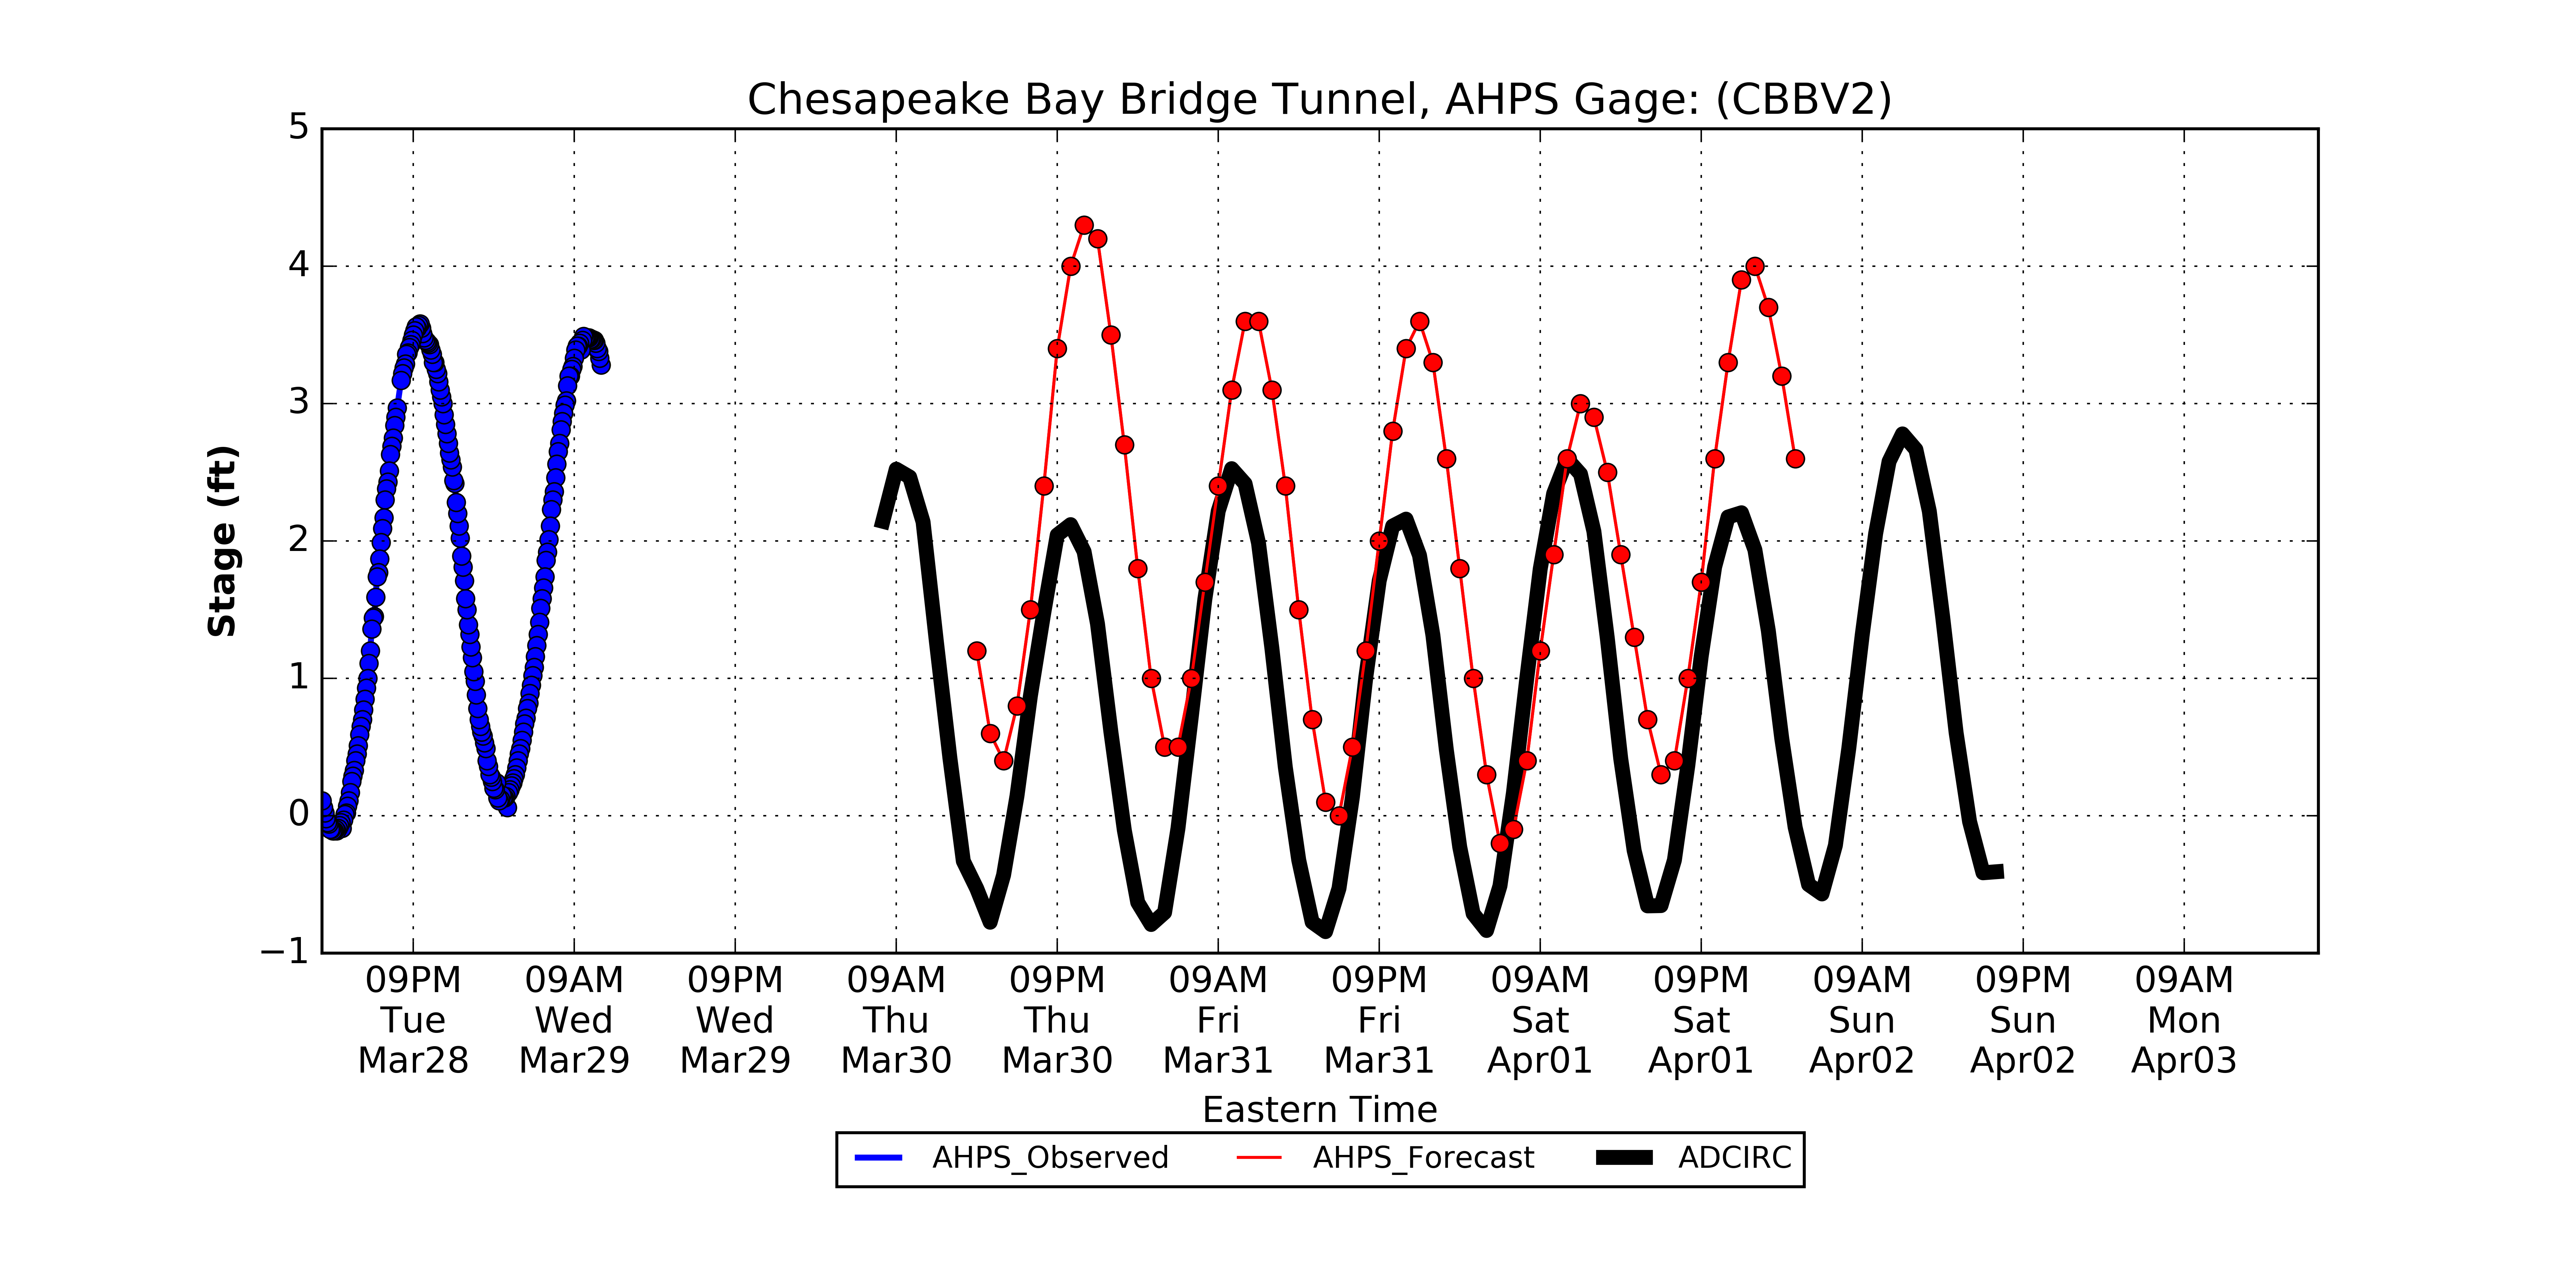 Chesapeake Bay Bridge Tunnel, AHPS Gage: (CBBV2)
5
4
3
2
1
0
−1
Stage (ft)
09PM 09AM 09PM 09AM 09PM 09AM 09PM 09AM 09PM 09AM 09PM 09AM
Tue Wed Wed Thu Thu Fri Fri Sat Sat Sun Sun Mon
Mar28 Mar29 Mar29 Mar30 Mar30 Mar31 Mar31 Apr01 Apr01 Apr02 Apr02 Apr03
Eastern Time
AHPS_Observed AHPS_Forecast ADCIRC